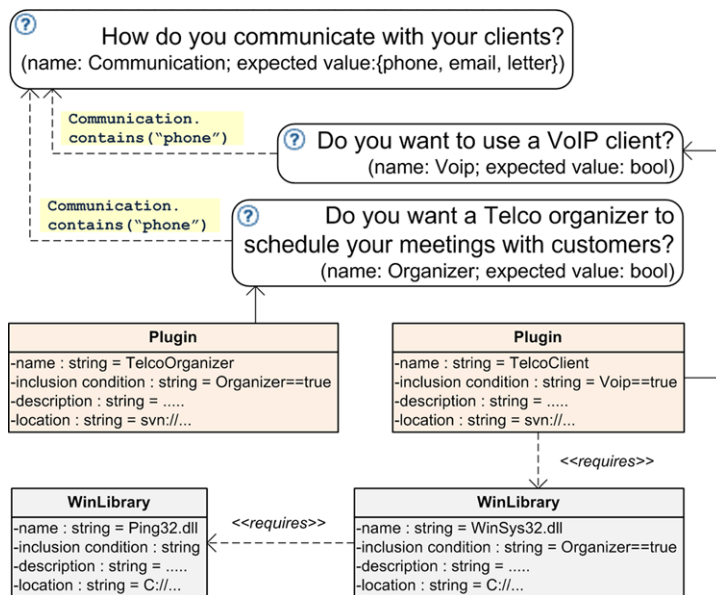 ?
How do you communicate with your clients?
(name: Communication; expected value:{phone, email, letter})
Communication.
contains(“phone”)
?
Do you want to use a VoIP client?
(name: Voip; expected value: bool)
Communication.
contains(“phone”)
?
Do you want a Telco organizer to
schedule your meetings with customers?
(name: Organizer; expected value: bool)
Plugin
-name : string = TelcoOrganizer
-inclusion condition : string = Organizer==true
-description : string = .....
-location : string = svn://...
Plugin
-name : string = TelcoClient
-inclusion condition : string = Voip==true
-description : string = .....
-location : string = svn://...
<<requires>>
WinLibrary
-name : string = Ping32.dll
-inclusion condition : string
-description : string = .....
-location : string = C://...
<<requires>>
WinLibrary
-name : string = WinSys32.dll
-inclusion condition : string = Organizer==true
-description : string = .....
-location : string = C://...